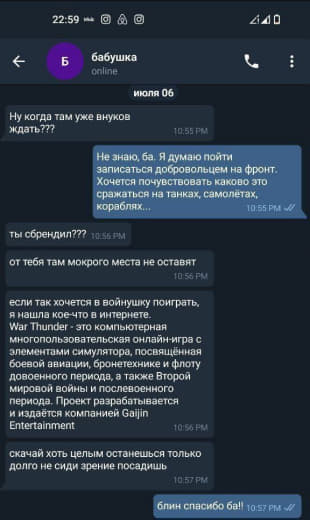 22:59
бабушка
online
Б
июля 06
Ну когда там уже внуков
ждать???
10:55 PM
Не знаю, ба. Я думаю пойти
записаться добровольцем на фронт.
Хочется почувствовать каково это
сражаться на танках, самолётах,
кораблях...
10:55 PM
ты сбрендил???
10:56 PM
от тебя там мокрого места не оставят
10:56 PM
если так хочется в войнушку поиграть,
я нашла кое-что в интернете.
War Thunder - это компьютерная
многопользовательская онлайн-игра с
элементами симулятора, посвящённая
боевой авиации, бронетехнике и флоту
довоенного периода, а также Второй
мировой войны и послевоенного
периода. Проект разрабатывается
и издаётся компанией Gaijin
Entertainment
10:56 PM
скачай хоть целым останешься только
долго не сиди зрение посадишь
10:57 PM
блин спасибо ба!!
10:57 PM